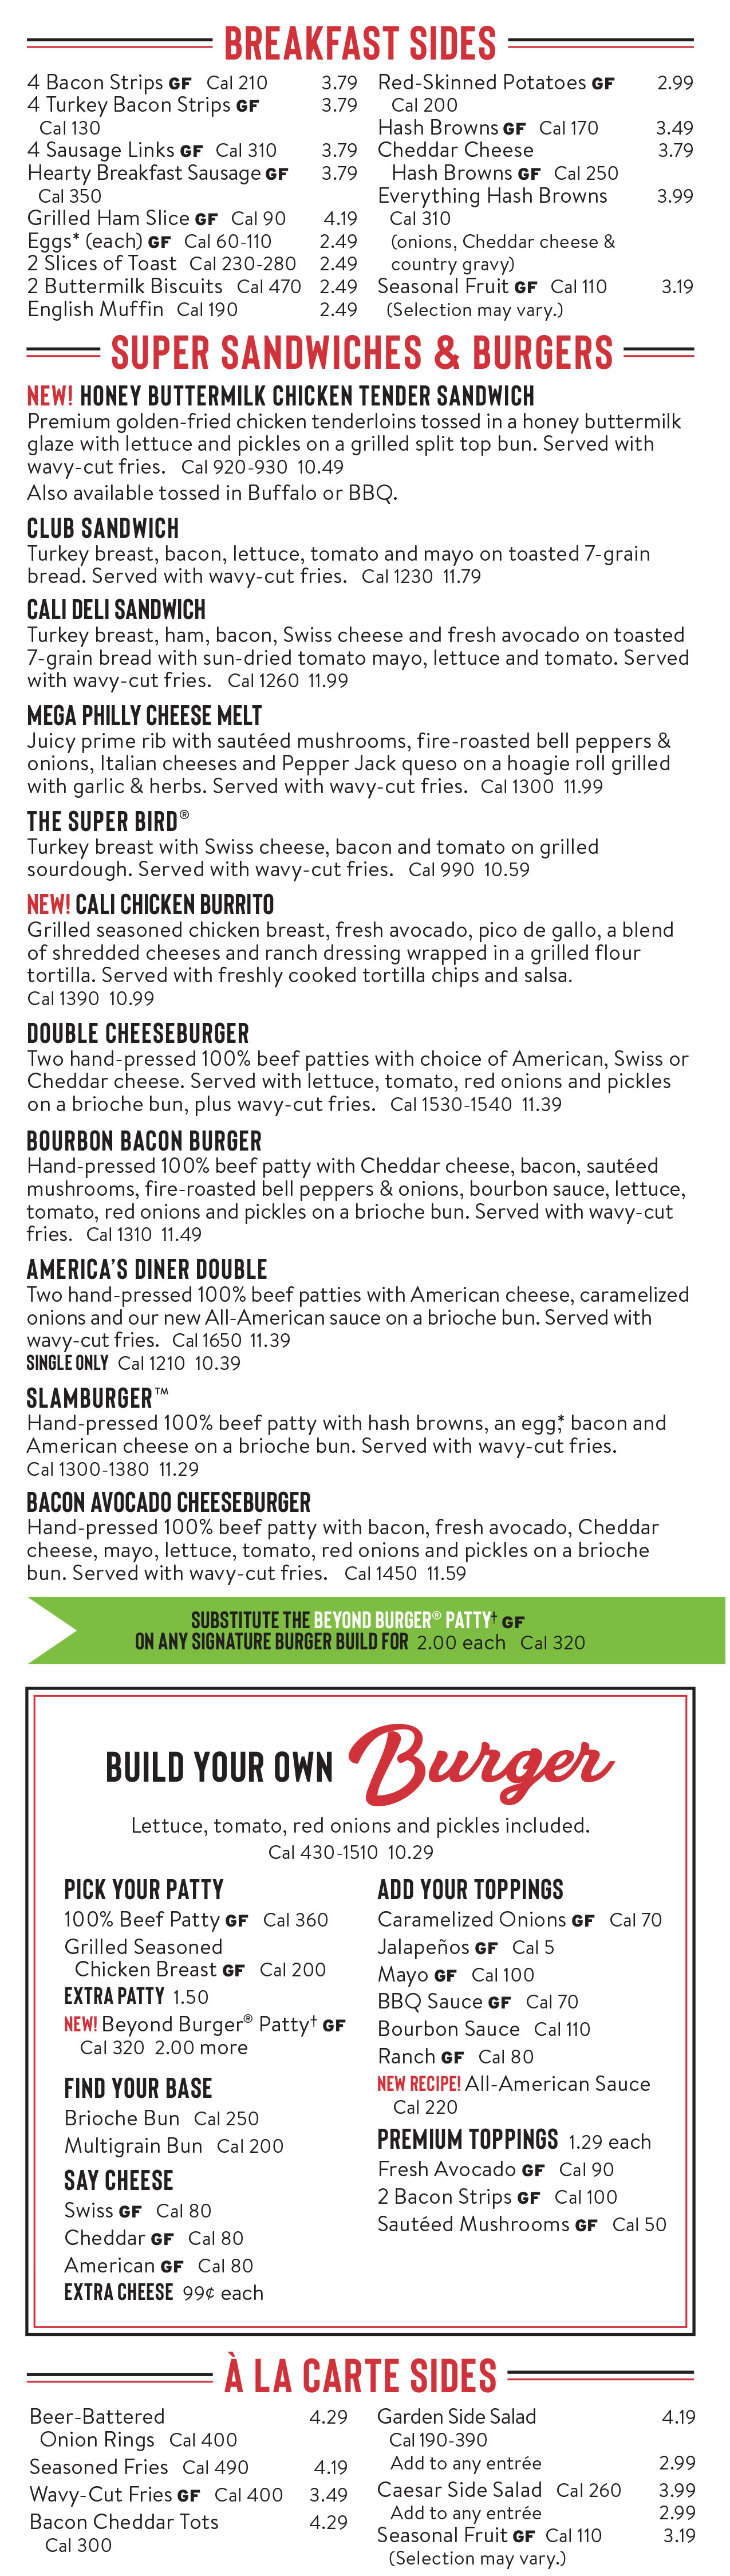 BREAKFAST SIDES
4 Bacon Strips GF Cal 210 3.79
4 Turkey Bacon Strips GF 3.79
Cal 130
4 Sausage Links GF Cal 310 3.79
Hearty Breakfast Sausage GF 3.79
Cal 350
Grilled Ham Slice GF Cal 90 4.19
Eggs* (each) GF Cal 60-110 2.49
2 Slices of Toast Cal 230-280 2.49
2 Buttermilk Biscuits Cal 470 2.49
English Muffin Cal 190 2.49
Red-Skinned Potatoes GF 2.99
Cal 200
Hash Browns GF Cal 170 3.49
Cheddar Cheese 3.79
Hash Browns GF Cal 250
Everything Hash Browns 3.99
Cal 310
(onions, Cheddar cheese &
country gravy)
Seasonal Fruit GF Cal 110 3.19
(Selection may vary.)
SUPER SANDWICHES & BURGERS
NEW! HONEY BUTTERMILK CHICKEN TENDER SANDWICH
Premium golden-fried chicken tenderloins tossed in a honey buttermilk
glaze with lettuce and pickles on a grilled split top bun. Served with
wavy-cut fries. Cal 920-930 10.49
Also available tossed in Buffalo or BBQ.
CLUB SANDWICH
Turkey breast, bacon, lettuce, tomato and mayo on toasted 7-grain
bread. Served with wavy-cut fries. Cal 1230 11.79
CALI DELI SANDWICH
Turkey breast, ham, bacon, Swiss cheese and fresh avocado on toasted
7-grain bread with sun-dried tomato mayo, lettuce and tomato. Served
with wavy-cut fries. Cal 1260 11.99
MEGA PHILLY CHEESE MELT
Juicy prime rib with sautéed mushrooms, fire-roasted bell peppers &
onions, Italian cheeses and Pepper Jack queso on a hoagie roll grilled
with garlic & herbs. Served with wavy-cut fries. Cal 1300 11.99
THE SUPER BIRD®
Turkey breast with Swiss cheese, bacon and tomato on grilled
sourdough. Served with wavy-cut fries. Cal 990 10.59
NEW! CALI CHICKEN BURRITO
Grilled seasoned chicken breast, fresh avocado, pico de gallo, a blend
of shredded cheeses and ranch dressing wrapped in a grilled flour
tortilla. Served with freshly cooked tortilla chips and salsa.
Cal 1390 10.99
DOUBLE CHEESEBURGER
Two hand-pressed 100% beef patties with choice of American, Swiss or
Cheddar cheese. Served with lettuce, tomato, red onions and pickles
on a brioche bun, plus wavy-cut fries. Cal 1530-1540 11.39
BOURBON BACON BURGER
Hand-pressed 100% beef patty with Cheddar cheese, bacon, sautéed
mushrooms, fire-roasted bell peppers & onions, bourbon sauce, lettuce,
tomato, red onions and pickles on a brioche bun. Served with wavy-cut
fries. Cal 1310 11.49
AMERICA'S DINER DOUBLE
Two hand-pressed 100% beef patties with American cheese, caramelized
onions and our new All-American sauce on a brioche bun. Served with
wavy-cut fries. Cal 1650 11.39
SINGLE ONLY Cal 1210 10.39
SLAMBURGER™
Hand-pressed 100% beef patty with hash browns, an egg,* bacon and
American cheese on a brioche bun. Served with wavy-cut fries.
Cal 1300-1380 11.29
BACON AVOCADO CHEESEBURGER
Hand-pressed 100% beef patty with bacon, fresh avocado, Cheddar
cheese, mayo, lettuce, tomato, red onions and pickles on a brioche
bun. Served with wavy-cut fries. Cal 1450 11.59
SUBSTITUTE THE BEYOND BURGER® PATTY† GF
ON ANY SIGNATURE BURGER BUILD FOR 2.00 each Cal 320
BUILD YOUR OWN Burger
Lettuce, tomato, red onions and pickles included.
Cal 430-1510 10.29
PICK YOUR PATTY
100% Beef Patty GF Cal 360
Grilled Seasoned
Chicken Breast GF Cal 200
EXTRA PATTY 1.50
NEW! Beyond Burger® Patty† GF
Cal 320 2.00 more
FIND YOUR BASE
Brioche Bun Cal 250
Multigrain Bun Cal 200
SAY CHEESE
Swiss GF Cal 80
Cheddar GF Cal 80
American GF Cal 80
EXTRA CHEESE 99¢ each
ADD YOUR TOPPINGS
Caramelized Onions GF Cal 70
Jalapeños GF Cal 5
Mayo GF Cal 100
BBQ Sauce GF Cal 70
Bourbon Sauce Cal 110
Ranch GF Cal 80
NEW RECIPE! All-American Sauce
Cal 220
PREMIUM TOPPINGS 1.29 each
Fresh Avocado GF Cal 90
2 Bacon Strips GF Cal 100
Sautéed Mushrooms GF Cal 50
À LA CARTE SIDES
Beer-Battered 4.29
Onion Rings Cal 400
Seasoned Fries Cal 490 4.19
Wavy-Cut Fries GF Cal 400 3.49
Bacon Cheddar Tots 4.29
Cal 300
Garden Side Salad 4.19
Cal 190-390
Add to any entrée 2.99
Caesar Side Salad Cal 260 3.99
Add to any entrée 2.99
Seasonal Fruit GF Cal 110 3.19
(Selection may vary.)